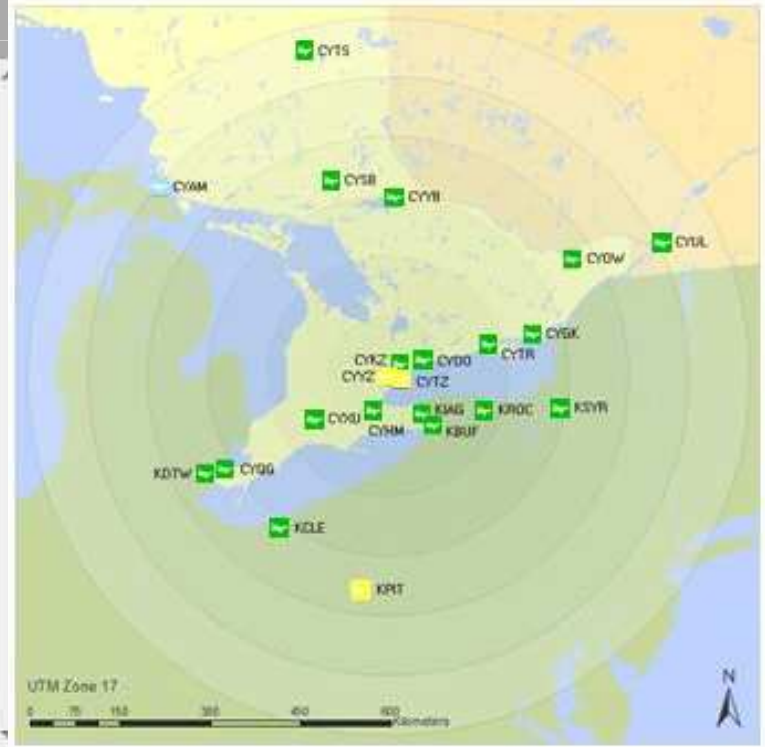 CYTS
CYAM
CYSB
CYYB
CYUL
CYOW
CYGK
CYTR
CYKZ
CYOO
CYYZ
CYTZ
CYXU
CYHM
KIAG
KBUF
KROC
KSYR
KDTW
CYQG
KCLE
KPIT
UTM Zone 17
N
0 75 150 300 450 600
Kilometers